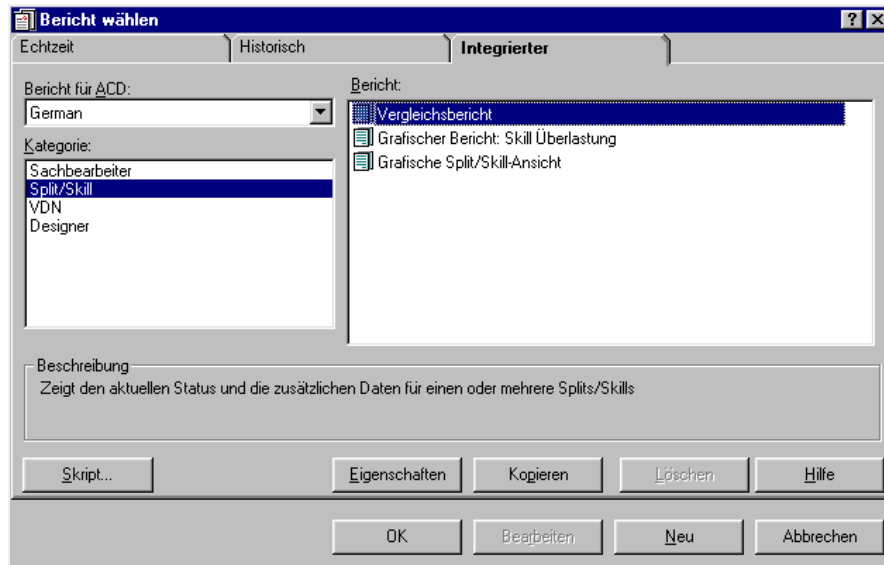 Bericht wählen
Echtzeit Historisch Integrierter
Bericht für ACD:
German
Kategorie:
Sachbearbeiter
Split/Skill
VDN
Designer
Bericht:
Vergleichsbericht
Grafischer Bericht: Skill Überlastung
Grafische Split/Skill-Ansicht
Beschreibung
Zeigt den aktuellen Status und die zusätzlichen Daten für einen oder mehrere Splits/Skills
Skript... Eigenschaften Kopieren Löschen Hilfe
OK Bearbeiten Neu Abbrechen